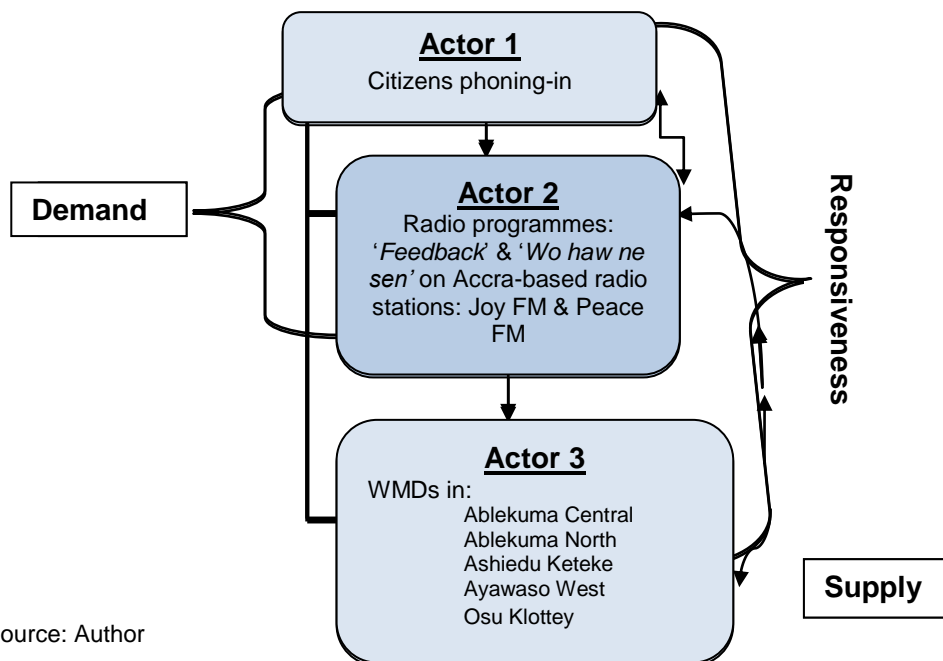 Actor 1
Citizens phoning-in
Demand
Actor 2
Radio programmes:
‘Feedback’ & ‘Wo haw ne
sen’ on Accra-based radio
stations: Joy FM & Peace
FM
Responsiveness
Actor 3
WMDs in:
Ablekuma Central
Ablekuma North
Ashiedu Keteke
Ayawaso West
Osu Klottey
Supply
ource: Author